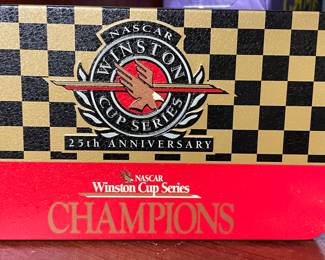 NASCAR
WINSTON
CUP SERIES
25th ANNIVERSARY
NASCAR
Winston Cup Series
CHAMPIONS